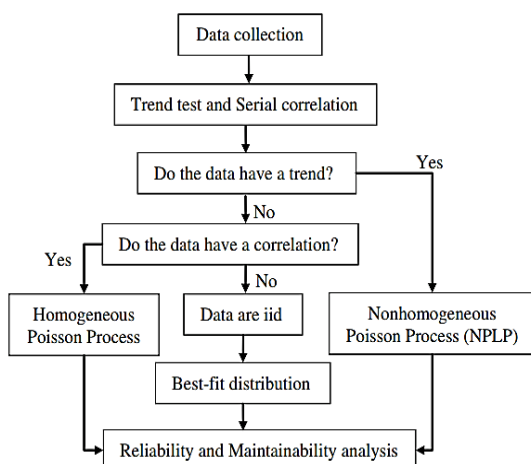 Data collection
Trend test and Serial correlation
Do the data have a trend?
Yes
No
Do the data have a correlation?
Yes
No
Homogeneous
Poisson Process
Data are iid
Nonhomogeneous
Poisson Process (NPLP)
Best-fit distribution
Reliability and Maintainability analysis